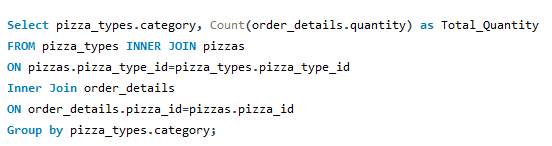 Select pizza_types.category, Count(order_details.quantity) as Total_Quantity
FROM pizza_types INNER JOIN pizzas
ON pizzas.pizza_type_id=pizza_types.pizza_type_id
Inner Join order_details
ON order_details.pizza_id=pizzas.pizza_id
Group by pizza_types.category;